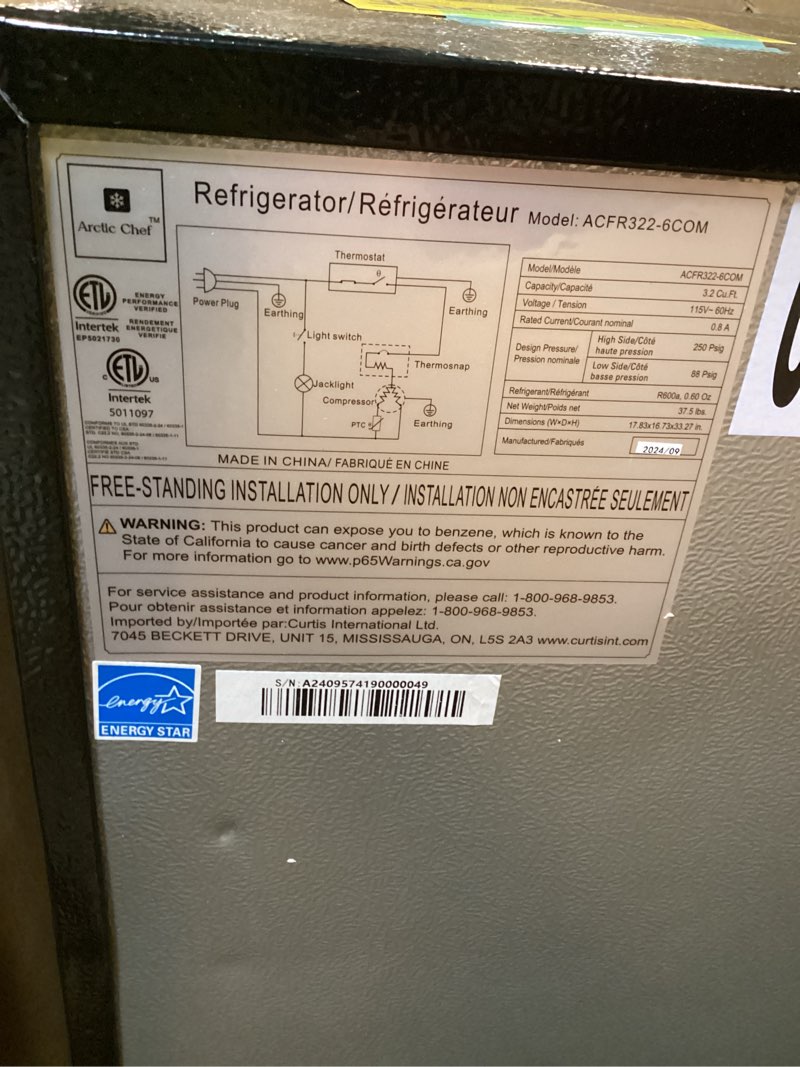 Arctic Chef™
Refrigerator/Réfrigérateur Model: ACFR322-6COM
ETL
ENERGY
PERFORMANCE
VERIFIED
Intertek
EP5021730
RENDEMENT
ENERGETIQUE
VERIFIE
ETL
C US
Intertek
5011097
Power Plug
Earthing
Thermostat
θ
Earthing
Light switch
Thermosnap
Jacklight
Compressor
PTC
Earthing
Model/Modèle ACFR322-6COM
Capacity/Capacité 3.2 Cu.Ft.
Voltage / Tension 115V~ 60Hz
Rated Current/Courant nominal 0.8 A
Design Pressure/
Pression nominale
High Side/Côté
haute pression 250 Psig
Low Side/Côté
basse pression 88 Psig
Refrigerant/Réfrigérant R600a, 0.60 Oz
Net Weight/Poids net 37.5 lbs.
Dimensions (W×D×H) 17.83x16.73x33.27 in.
Manufactured/Fabriqués 2024/09
MADE IN CHINA/ FABRIQUÉ EN CHINE
FREE-STANDING INSTALLATION ONLY / INSTALLATION NON ENCASTRÉE SEULEMENT
WARNING: This product can expose you to benzene, which is known to the
State of California to cause cancer and birth defects or other reproductive harm.
For more information go to www.p65Warnings.ca.gov
For service assistance and product information, please call: 1-800-968-9853.
Pour obtenir assistance et information appelez: 1-800-968-9853.
Imported by/Importée par:Curtis International Ltd.
7045 BECKETT DRIVE, UNIT 15, MISSISSAUGA, ON, L5S 2A3 www.curtisint.com
energy
ENERGY STAR
S/N: A2409574190000049